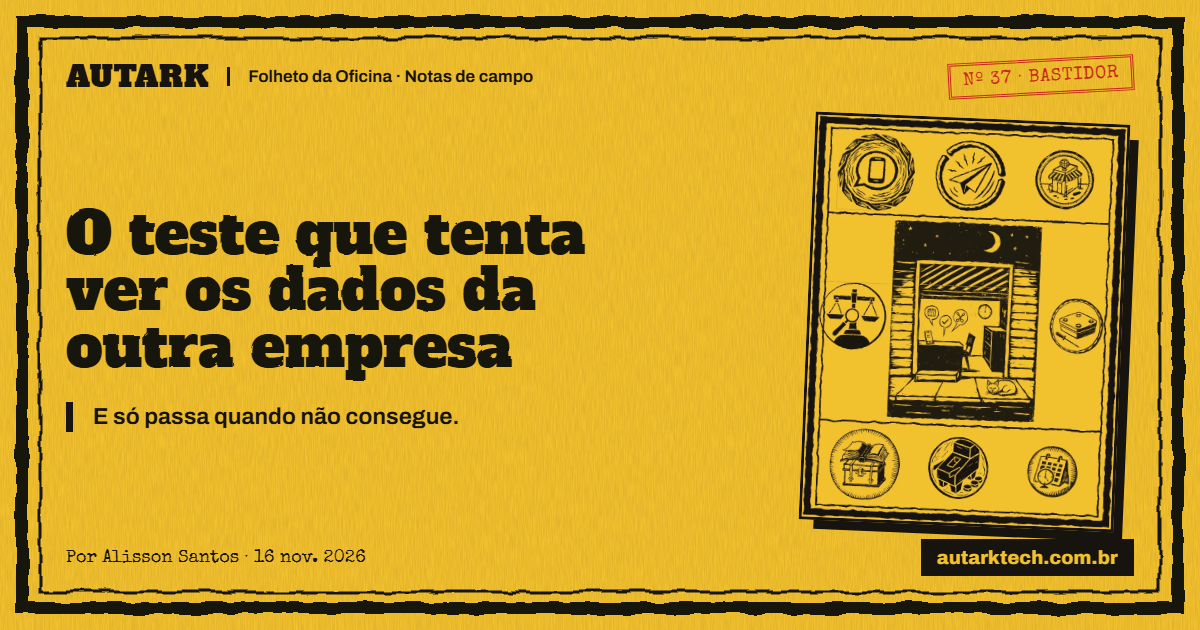 AUTARK
Folheto da Oficina · Notas de campo
Nº 37 · BASTIDOR
O teste que tenta
ver os dados da
outra empresa
E só passa quando não consegue.
Por Alisson Santos · 16 nov. 2026
autarktech.com.br